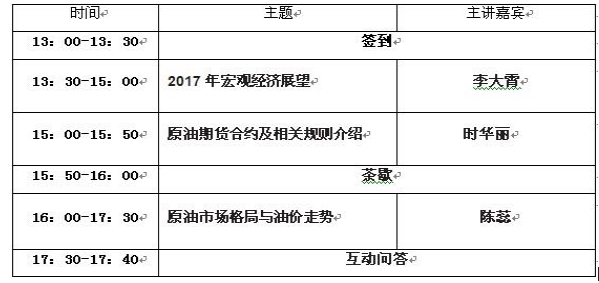 时间 主题 主讲嘉宾
13：00-13：30 签到
13：30-15：00 2017 年宏观经济展望 李大霄
15：00-15：50 原油期货合约及相关规则介绍 时华丽
15：50-16：00 茶歇
16：00-17：30 原油市场格局与油价走势 陈蕊
17：30-17：40 互动问答